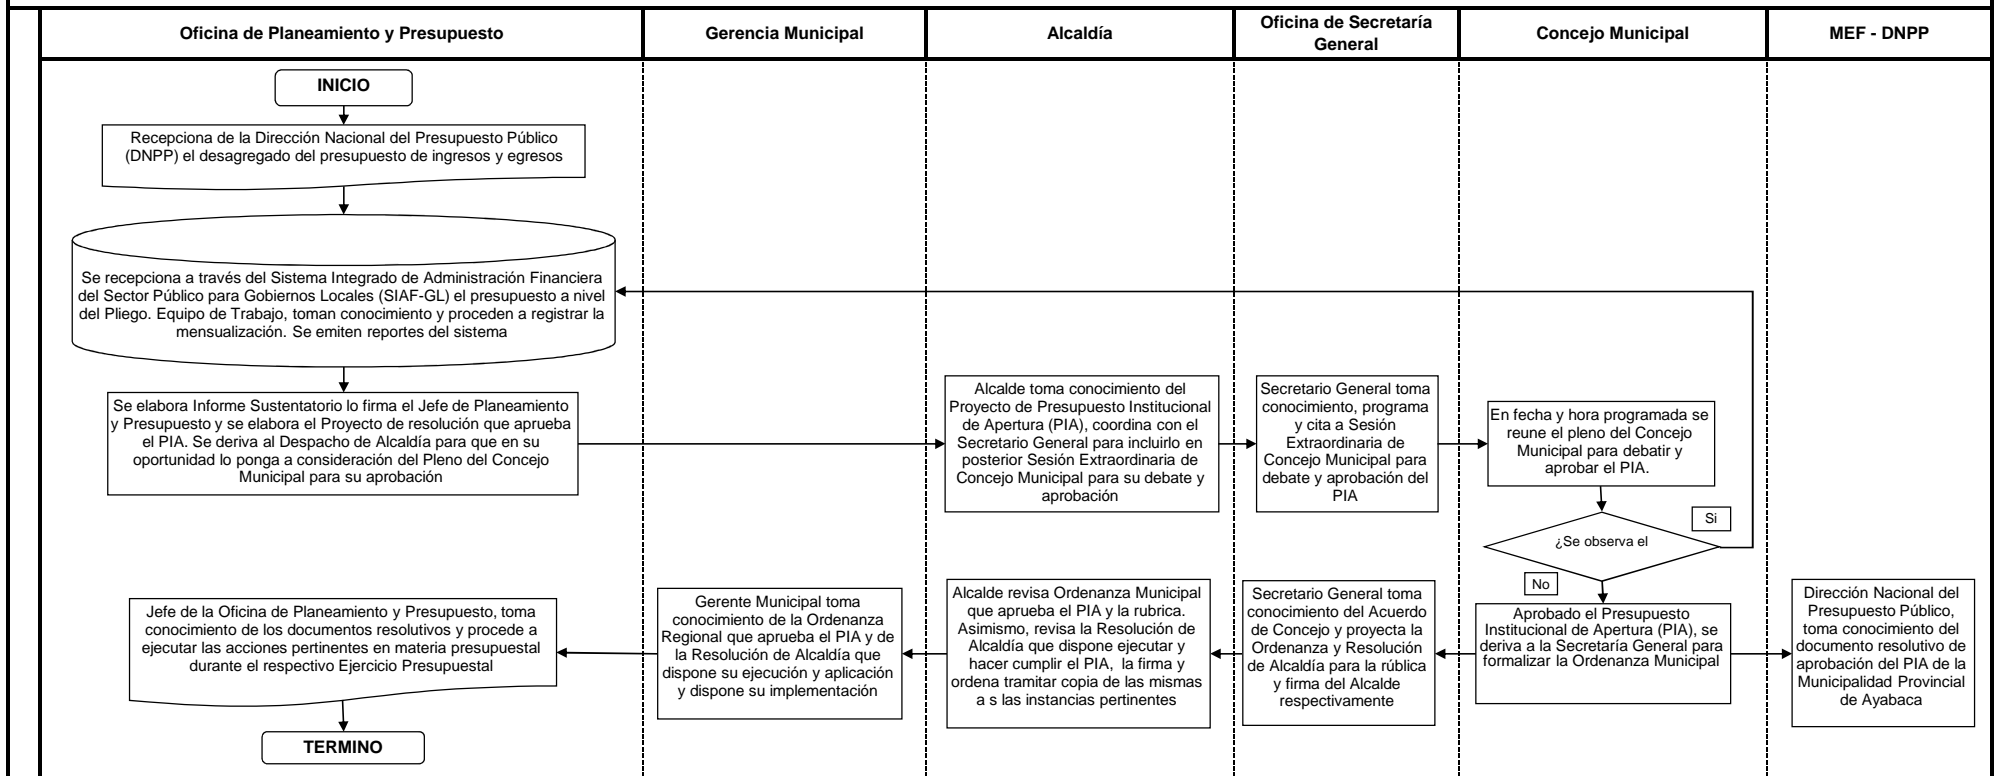 Oficina de Planeamiento y Presupuesto
Gerencia Municipal
Alcaldía
Oficina de Secretaría
General
Concejo Municipal
MEF - DNPP
INICIO
Recepciona de la Dirección Nacional del Presupuesto Público
(DNPP) el desagregado del presupuesto de ingresos y egresos
Se recepciona a través del Sistema Integrado de Administración Financiera
del Sector Público para Gobiernos Locales (SIAF-GL) el presupuesto a nivel
del Pliego. Equipo de Trabajo, toman conocimiento y proceden a registrar la
mensualización. Se emiten reportes del sistema
Se elabora Informe Sustentatorio lo firma el Jefe de Planeamiento
y Presupuesto y se elabora el Proyecto de resolución que aprueba
el PIA. Se deriva al Despacho de Alcaldía para que en su
oportunidad lo ponga a consideración del Pleno del Concejo
Municipal para su aprobación
Alcalde toma conocimiento del
Proyecto de Presupuesto Institucional
de Apertura (PIA), coordina con el
Secretario General para incluirlo en
posterior Sesión Extraordinaria de
Concejo Municipal para su debate y
aprobación
Secretario General toma
conocimiento, programa
y cita a Sesión
Extraordinaria de
Concejo Municipal para
debate y aprobación del
PIA
En fecha y hora programada se
reune el pleno del Concejo
Municipal para debatir y
aprobar el PIA.
Si
¿Se observa el
No
Aprobado el Presupuesto
Institucional de Apertura (PIA), se
deriva a la Secretaría General para
formalizar la Ordenanza Municipal
Dirección Nacional del
Presupuesto Público,
toma conocimiento del
documento resolutivo de
aprobación del PIA de la
Municipalidad Provincial
de Ayabaca
Secretario General toma
conocimiento del Acuerdo
de Concejo y proyecta la
Ordenanza y Resolución
de Alcaldía para la rública
y firma del Alcalde
respectivamente
Alcalde revisa Ordenanza Municipal
que aprueba el PIA y la rubrica.
Asimismo, revisa la Resolución de
Alcaldía que dispone ejecutar y
hacer cumplir el PIA, la firma y
ordena tramitar copia de las mismas
a s las instancias pertinentes
Gerente Municipal toma
conocimiento de la Ordenanza
Regional que aprueba el PIA y de
la Resolución de Alcaldía que
dispone su ejecución y aplicación
y dispone su implementación
Jefe de la Oficina de Planeamiento y Presupuesto, toma
conocimiento de los documentos resolutivos y procede a
ejecutar las acciones pertinentes en materia presupuestal
durante el respectivo Ejercicio Presupuestal
TERMINO